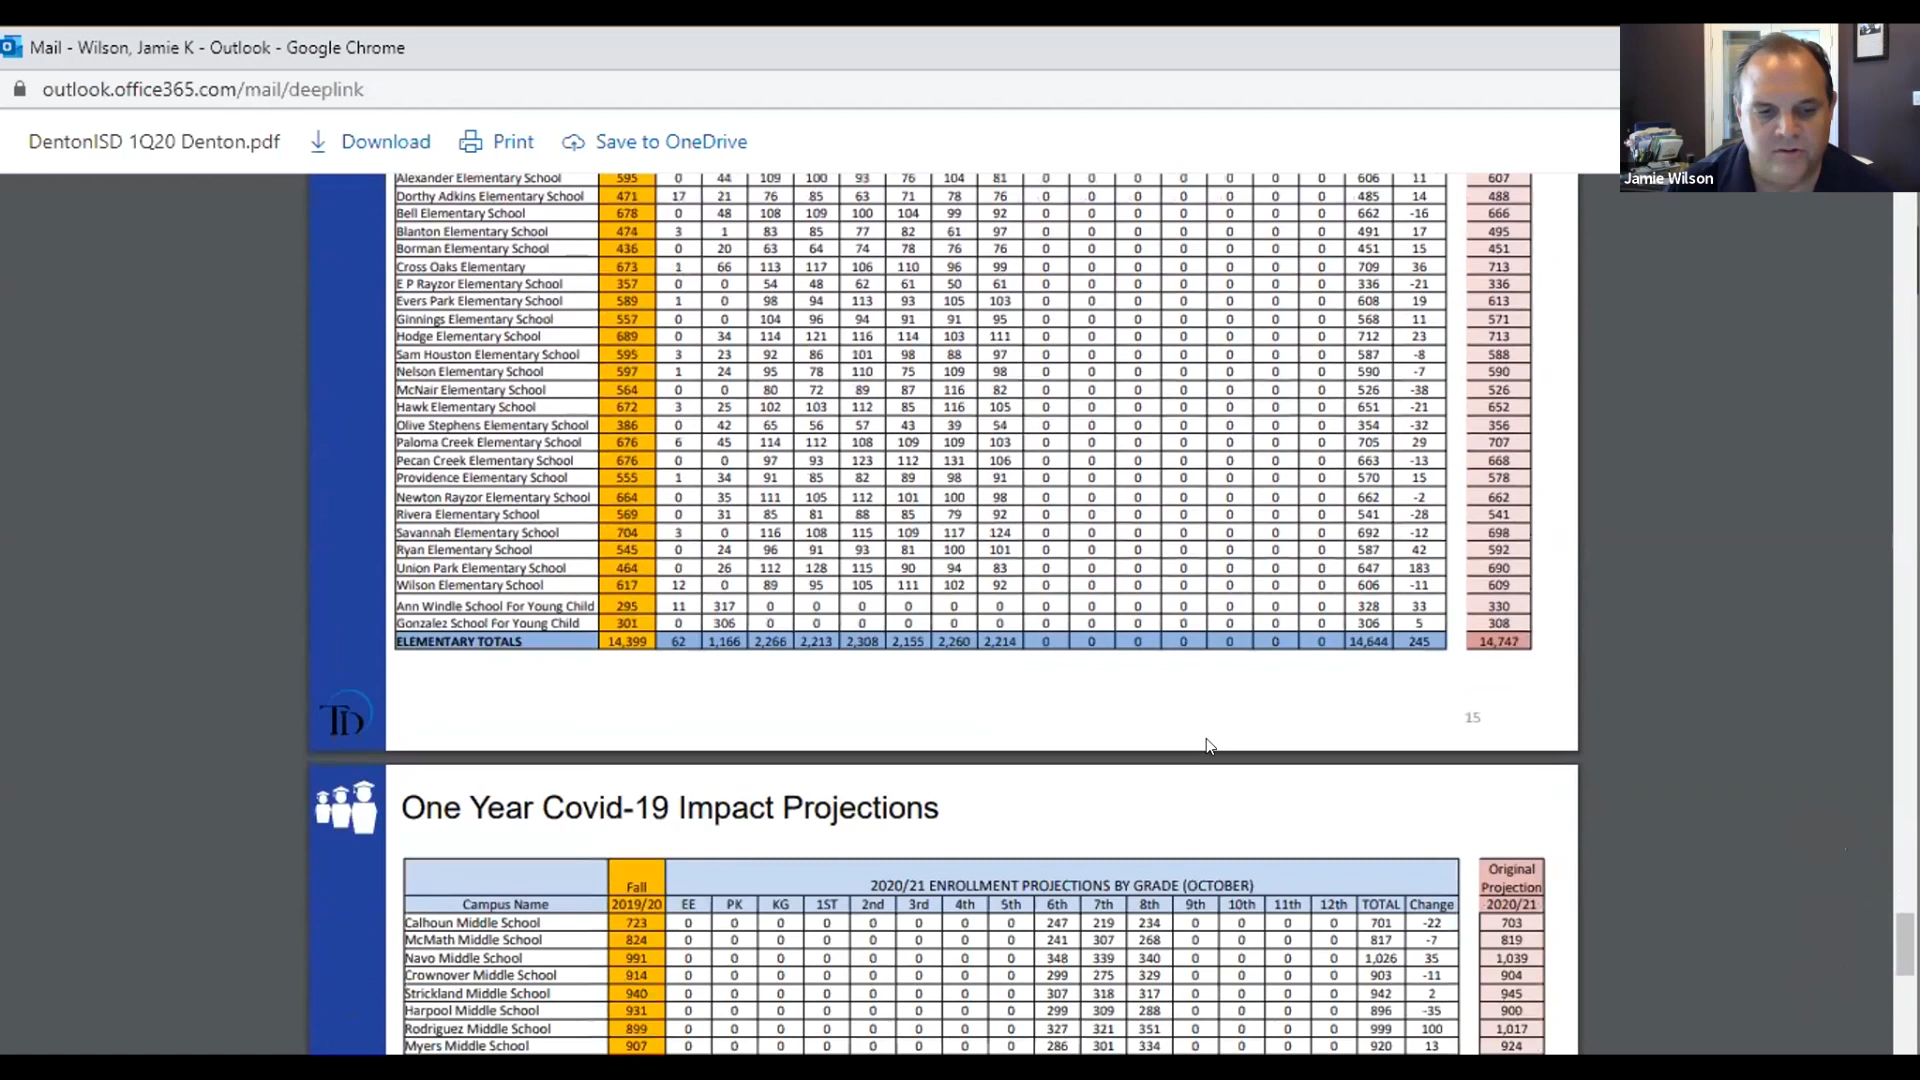 Mail - Wilson, Jamie K - Outlook - Google Chrome
outlook.office365.com/mail/deeplink
DentonISD 1Q20 Denton.pdf Download Print Save to OneDrive
Jamie Wilson
Alexander Elementary School 595 0 44 109 100 93 76 104 81 0 0 0 0 0 0 0 606 11 607
Dorthy Adkins Elementary School 471 17 21 76 85 63 71 78 76 0 0 0 0 0 0 0 485 14 488
Bell Elementary School 678 0 48 108 109 100 104 99 92 0 0 0 0 0 0 0 662 -16 666
Blanton Elementary School 474 3 1 83 85 77 82 61 97 0 0 0 0 0 0 0 491 17 495
Borman Elementary School 436 0 20 63 64 74 78 76 76 0 0 0 0 0 0 0 451 15 451
Cross Oaks Elementary 673 1 66 113 117 106 110 96 99 0 0 0 0 0 0 0 709 36 713
E P Rayzor Elementary School 357 0 0 54 48 62 61 50 61 0 0 0 0 0 0 0 336 -21 336
Evers Park Elementary School 589 1 0 98 94 113 93 105 103 0 0 0 0 0 0 0 608 19 613
Ginnings Elementary School 557 0 0 104 96 94 91 91 95 0 0 0 0 0 0 0 568 11 571
Hodge Elementary School 689 0 34 114 121 116 114 103 111 0 0 0 0 0 0 0 712 23 713
Sam Houston Elementary School 595 3 23 92 86 101 98 88 97 0 0 0 0 0 0 0 587 -8 588
Nelson Elementary School 597 1 24 95 78 110 75 109 98 0 0 0 0 0 0 0 590 -7 590
McNair Elementary School 564 0 0 80 72 89 87 116 82 0 0 0 0 0 0 0 526 -38 526
Hawk Elementary School 672 3 25 102 103 112 85 116 105 0 0 0 0 0 0 0 651 -21 652
Olive Stephens Elementary School 386 0 42 65 56 57 43 39 54 0 0 0 0 0 0 0 354 -32 356
Paloma Creek Elementary School 676 6 45 114 112 108 109 109 103 0 0 0 0 0 0 0 705 29 707
Pecan Creek Elementary School 676 0 0 97 93 123 112 131 106 0 0 0 0 0 0 0 663 -13 668
Providence Elementary School 555 1 34 91 85 82 89 98 91 0 0 0 0 0 0 0 570 15 578
Newton Rayzor Elementary School 664 0 35 111 105 112 101 100 98 0 0 0 0 0 0 0 662 -2 662
Rivera Elementary School 569 0 31 85 81 88 85 79 92 0 0 0 0 0 0 0 541 -28 541
Savannah Elementary School 704 3 0 116 108 115 109 117 124 0 0 0 0 0 0 0 692 -12 698
Ryan Elementary School 545 0 24 96 91 93 81 100 101 0 0 0 0 0 0 0 587 42 592
Union Park Elementary School 464 0 26 112 128 115 90 94 83 0 0 0 0 0 0 0 647 183 690
Wilson Elementary School 617 12 0 89 95 105 111 102 92 0 0 0 0 0 0 0 606 -11 609
Ann Windle School For Young Child 295 11 317 0 0 0 0 0 0 0 0 0 0 0 0 0 328 33 330
Gonzalez School For Young Child 301 0 306 0 0 0 0 0 0 0 0 0 0 0 0 0 306 5 308
ELEMENTARY TOTALS 14,399 62 1,166 2,266 2,213 2,308 2,155 2,260 2,214 0 0 0 0 0 0 0 14,644 245 14,747
TD
15
One Year Covid-19 Impact Projections
Original
Fall 2020/21 ENROLLMENT PROJECTIONS BY GRADE (OCTOBER) Projection
Campus Name 2019/20 EE PK KG 1ST 2nd 3rd 4th 5th 6th 7th 8th 9th 10th 11th 12th TOTAL Change 2020/21
Calhoun Middle School 723 0 0 0 0 0 0 0 0 247 219 234 0 0 0 0 701 -22 703
McMath Middle School 824 0 0 0 0 0 0 0 0 241 307 268 0 0 0 0 817 -7 819
Navo Middle School 991 0 0 0 0 0 0 0 0 348 339 340 0 0 0 0 1,026 35 1,039
Crownover Middle School 914 0 0 0 0 0 0 0 0 299 275 329 0 0 0 0 903 -11 904
Strickland Middle School 940 0 0 0 0 0 0 0 0 307 318 317 0 0 0 0 942 2 945
Harpool Middle School 931 0 0 0 0 0 0 0 0 299 309 288 0 0 0 0 896 -35 900
Rodriguez Middle School 899 0 0 0 0 0 0 0 0 327 321 351 0 0 0 0 999 100 1,017
Myers Middle School 907 0 0 0 0 0 0 0 0 286 301 334 0 0 0 0 920 13 924